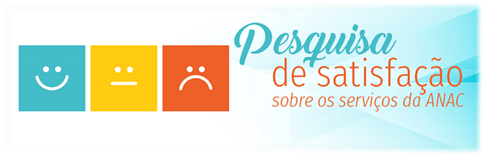 Pesquisa
de satisfação
sobre os serviços da ANAC